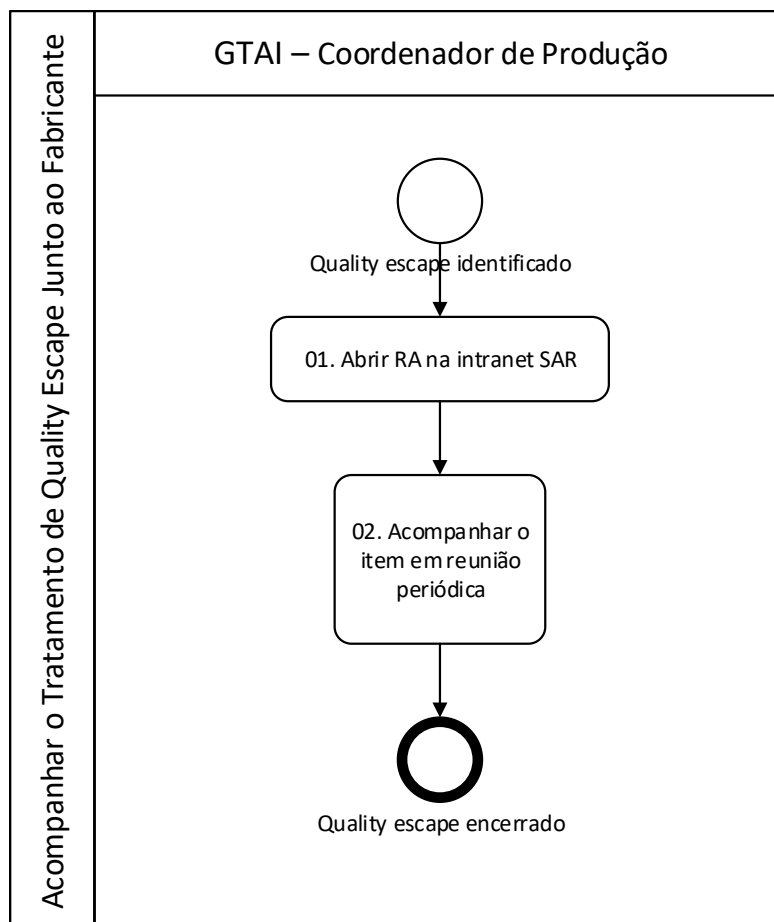 Acompanhar o Tratamento de Quality Escape Junto ao Fabricante
GTAI – Coordenador de Produção
Quality escape identificado
01. Abrir RA na intranet SAR
02. Acompanhar o
item em reunião
periódica
Quality escape encerrado